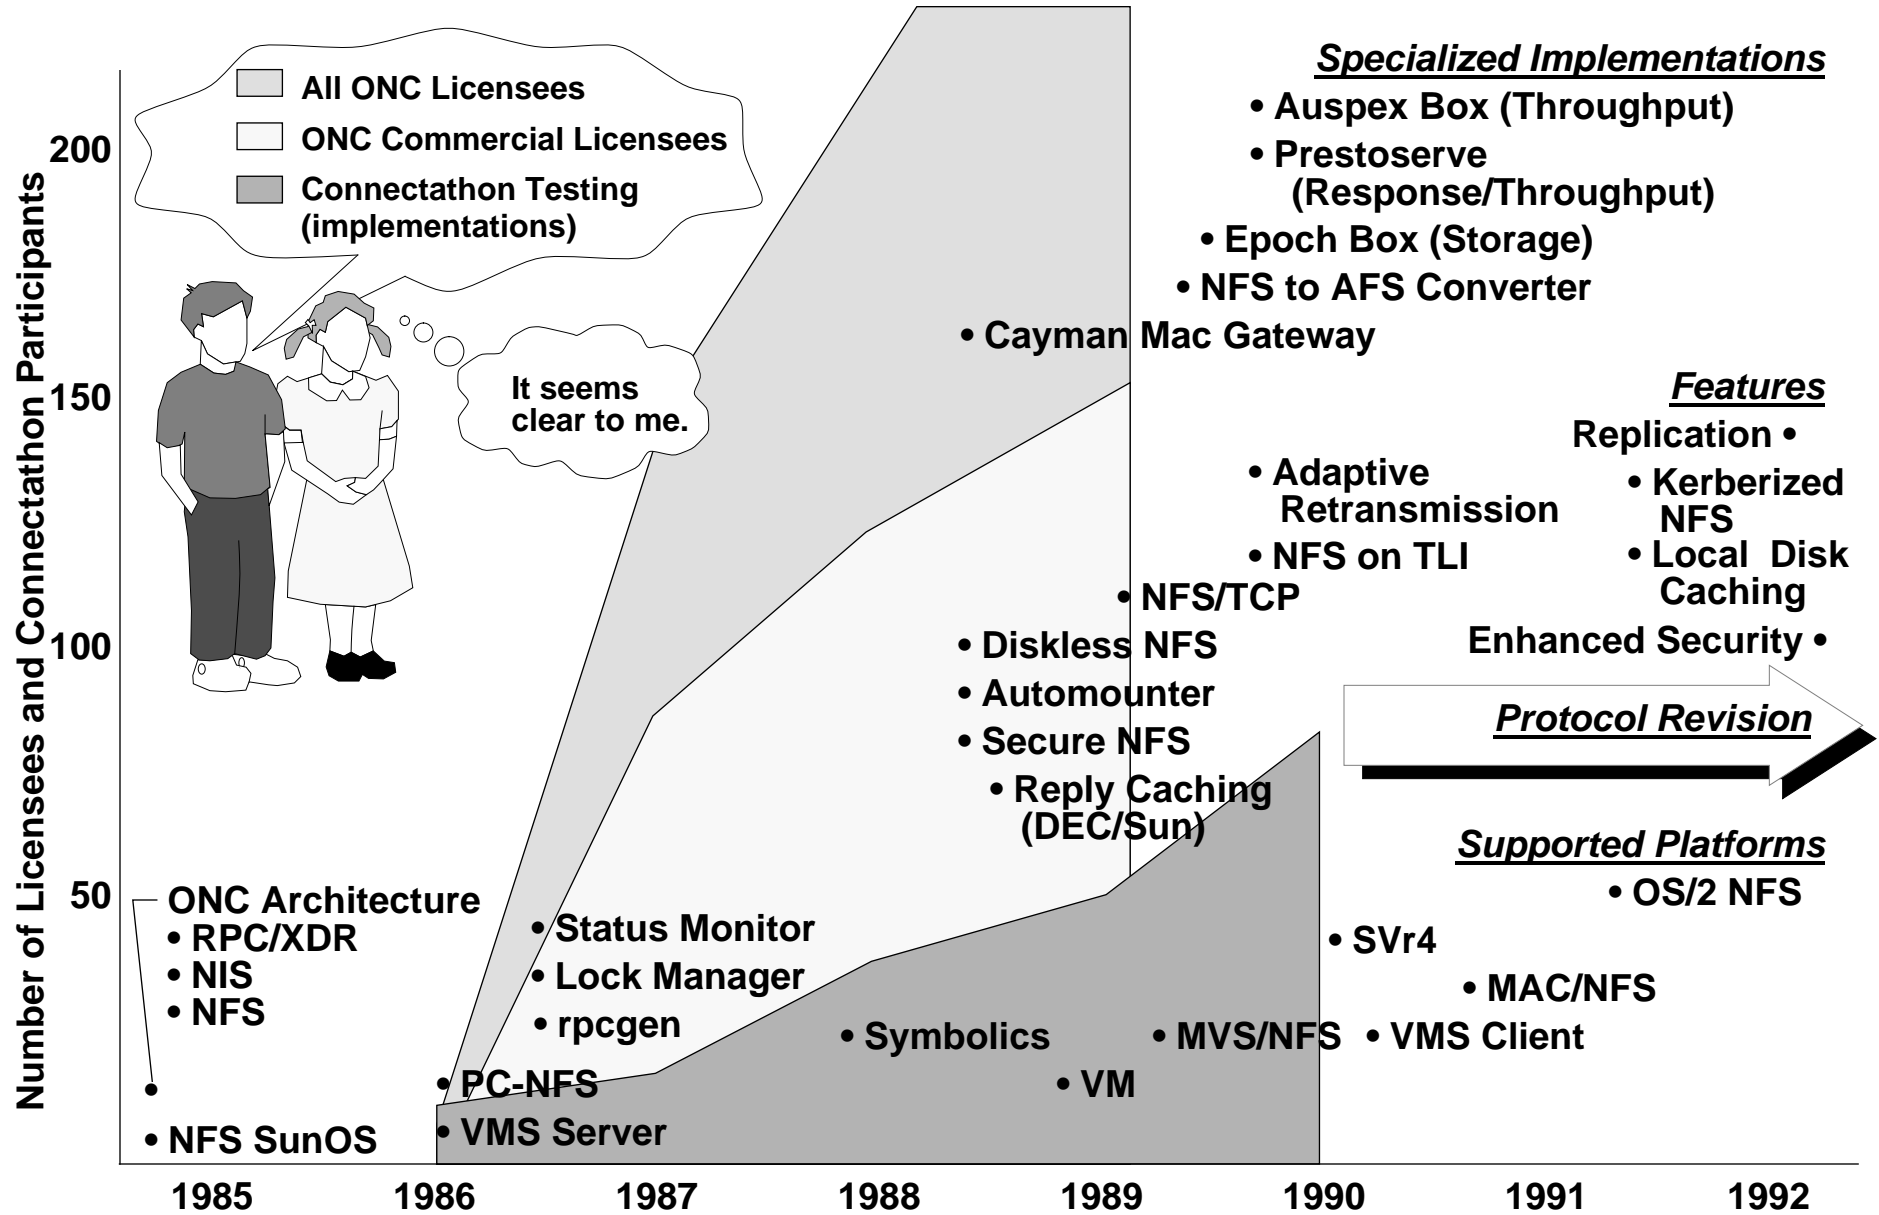 All ONC Licensees
ONC Commercial Licensees
Connectathon Testing
(implementations)
It seems
clear to me.
Number of Licensees and Connectathon Participants
200
150
100
50
Specialized Implementations
• Auspex Box (Throughput)
• Prestoserve
(Response/Throughput)
• Epoch Box (Storage)
• NFS to AFS Converter
• Cayman Mac Gateway
Features
Replication •
• Kerberized
NFS
• Local Disk
Caching
Enhanced Security •
• Adaptive
Retransmission
• NFS on TLI
• NFS/TCP
• Diskless NFS
• Automounter
• Secure NFS
• Reply Caching
(DEC/Sun)
Protocol Revision
Supported Platforms
• OS/2 NFS
• SVr4
• MAC/NFS
• VMS Client
• MVS/NFS
• Symbolics
• VM
ONC Architecture
• RPC/XDR
• NIS
• NFS
• Status Monitor
• Lock Manager
• rpcgen
• PC-NFS
• VMS Server
• NFS SunOS
1985
1986
1987
1988
1989
1990
1991
1992